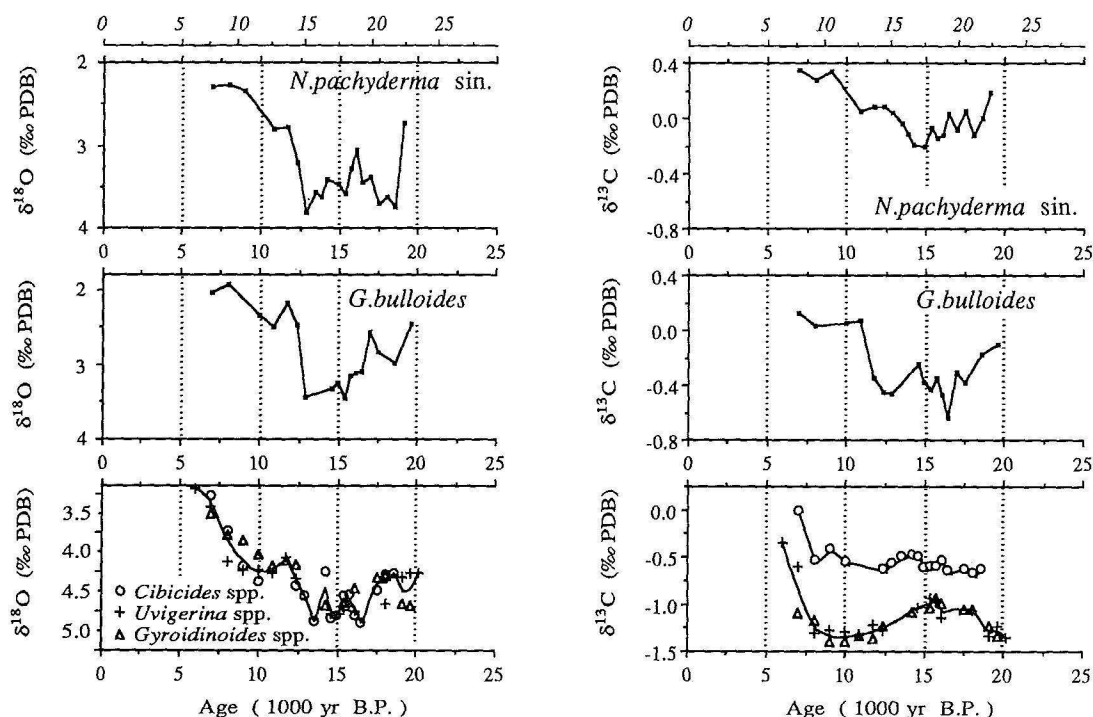 0 5 10 15 20 25
2
3
4
δ¹⁸O (‰ PDB)
N.pachyderma sin.
0 5 10 15 20 25
2
3
4
δ¹⁸O (‰ PDB)
G.bulloides
0 5 10 15 20 25
3.5
4.0
4.5
5.0
δ¹⁸O (‰ PDB)
Cibicides spp.
Uvigerina spp.
Gyroidinoides spp.
0 5 10 15 20 25
Age ( 1000 yr B.P. )
0 5 10 15 20 25
0.4
0.0
-0.4
-0.8
δ¹³C (‰ PDB)
N.pachyderma sin.
0 5 10 15 20 25
0.4
0.0
-0.4
-0.8
δ¹³C (‰ PDB)
G.bulloides
0 5 10 15 20 25
0.0
-0.5
-1.0
-1.5
δ¹³C (‰ PDB)
0 5 10 15 20 25
Age ( 1000 yr B.P. )